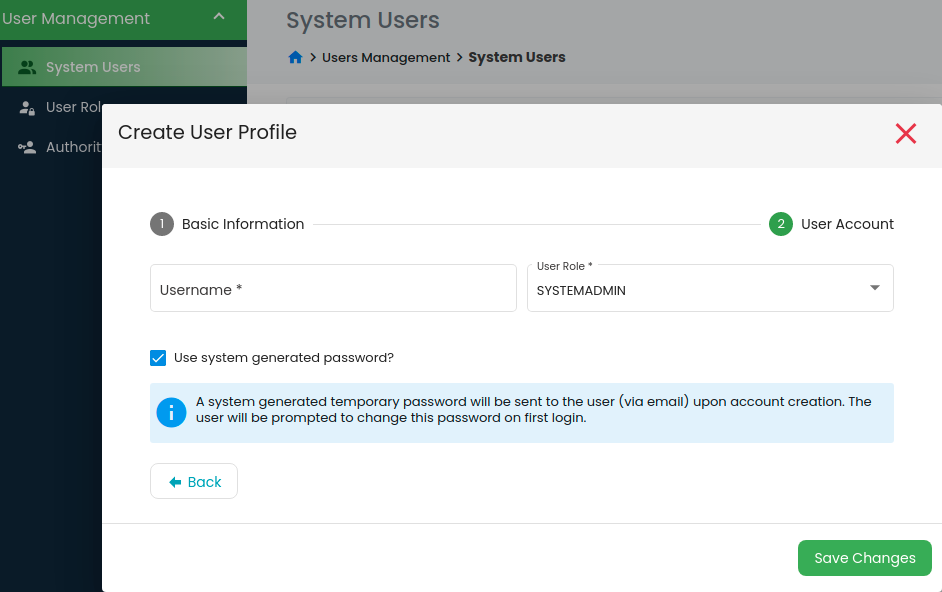 User Management
System Users
System Users
Users Management
System Users
Create User Profile
1 Basic Information
2 User Account
Username *
User Role *
SYSTEMADMIN
Use system generated password?
A system generated temporary password will be sent to the user (via email) upon account creation. The
user will be prompted to change this password on first login.
Back
Save Changes
User